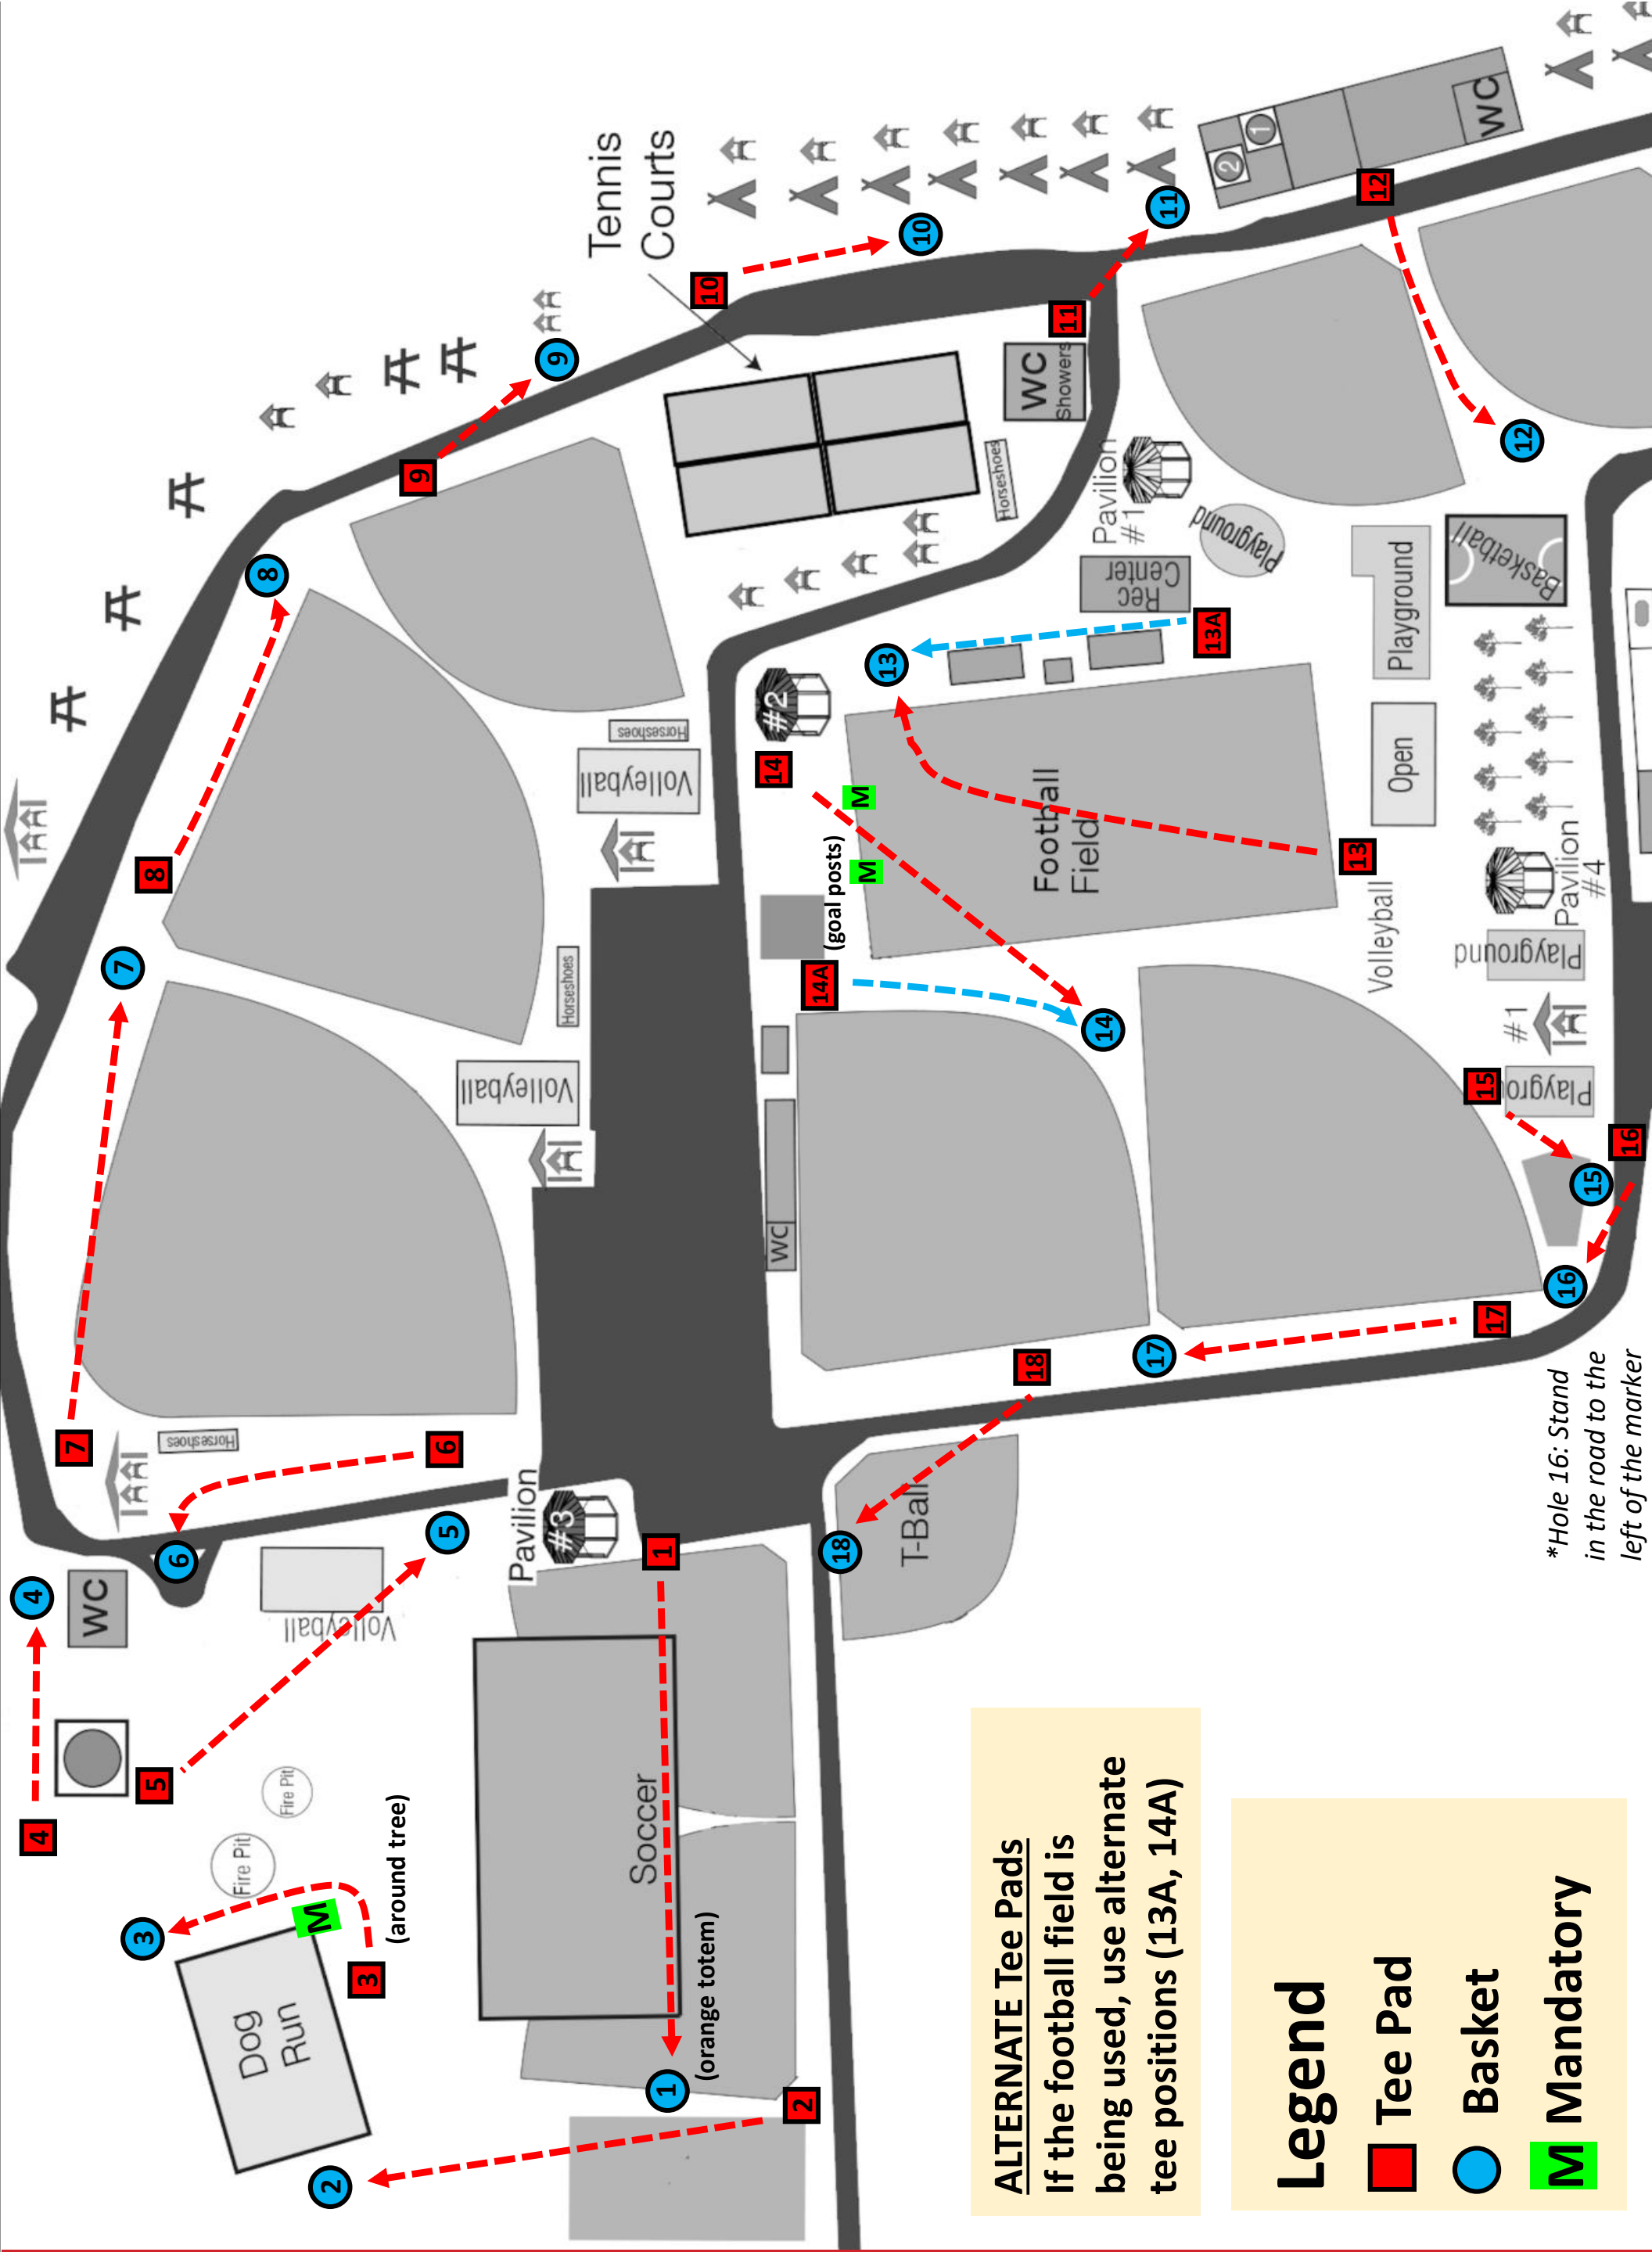 4
WC
4
7
7
8
5
3
Dog
Run
Fire Pit
Fire Pit
M
3
(around tree)
6
Horseshoes
6
8
9
9
2
Volleyball
5
Pavilion
#3
Volleyball
Horseshoes
Volleyball
Horseshoes
Tennis
Courts
10
10
1
(orange totem)
Soccer
1
2
WC
14A
(goal posts)
M
M
14
#2
13
Horseshoes
WC
Showers
11
11
2
1
WC
18
T-Ball
18
14
Football
Field
Rec
Center
Pavilion
#1
Playground
13A
12
12
17
17
13
Volleyball
Open
Playground
Basketball
15
Playgro
#1
Playground
Pavilion
#4
16
15
16
*Hole 16: Stand
in the road to the
left of the marker
ALTERNATE Tee Pads
If the football field is
being used, use alternate
tee positions (13A, 14A)
Legend
Tee Pad
Basket
M Mandatory